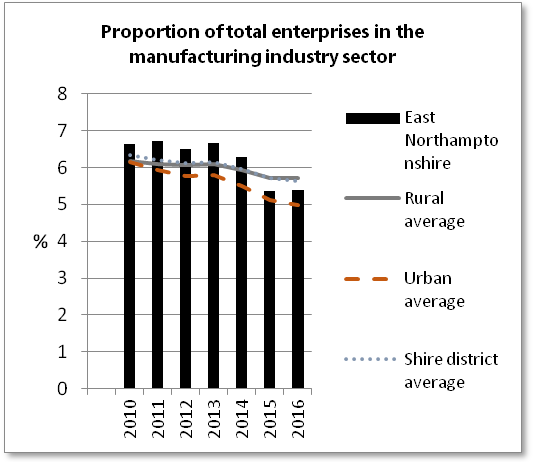 Proportion of total enterprises in the
manufacturing industry sector
8
7
6
5
4
3
2
1
0
%
2010
2011
2012
2013
2014
2015
2016
East
Northampto
nshire
Rural
average
Urban
average
Shire district
average